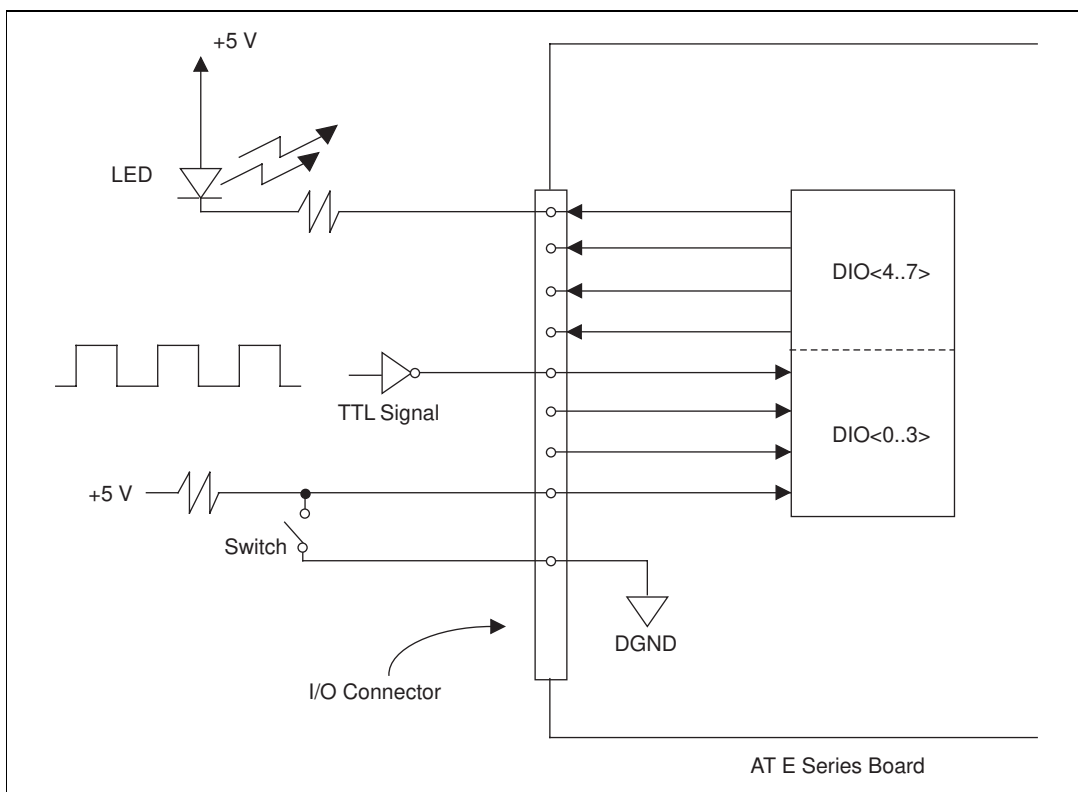 +5 V
LED
DIO<4..7>
TTL Signal
DIO<0..3>
+5 V
Switch
DGND
I/O Connector
AT E Series Board